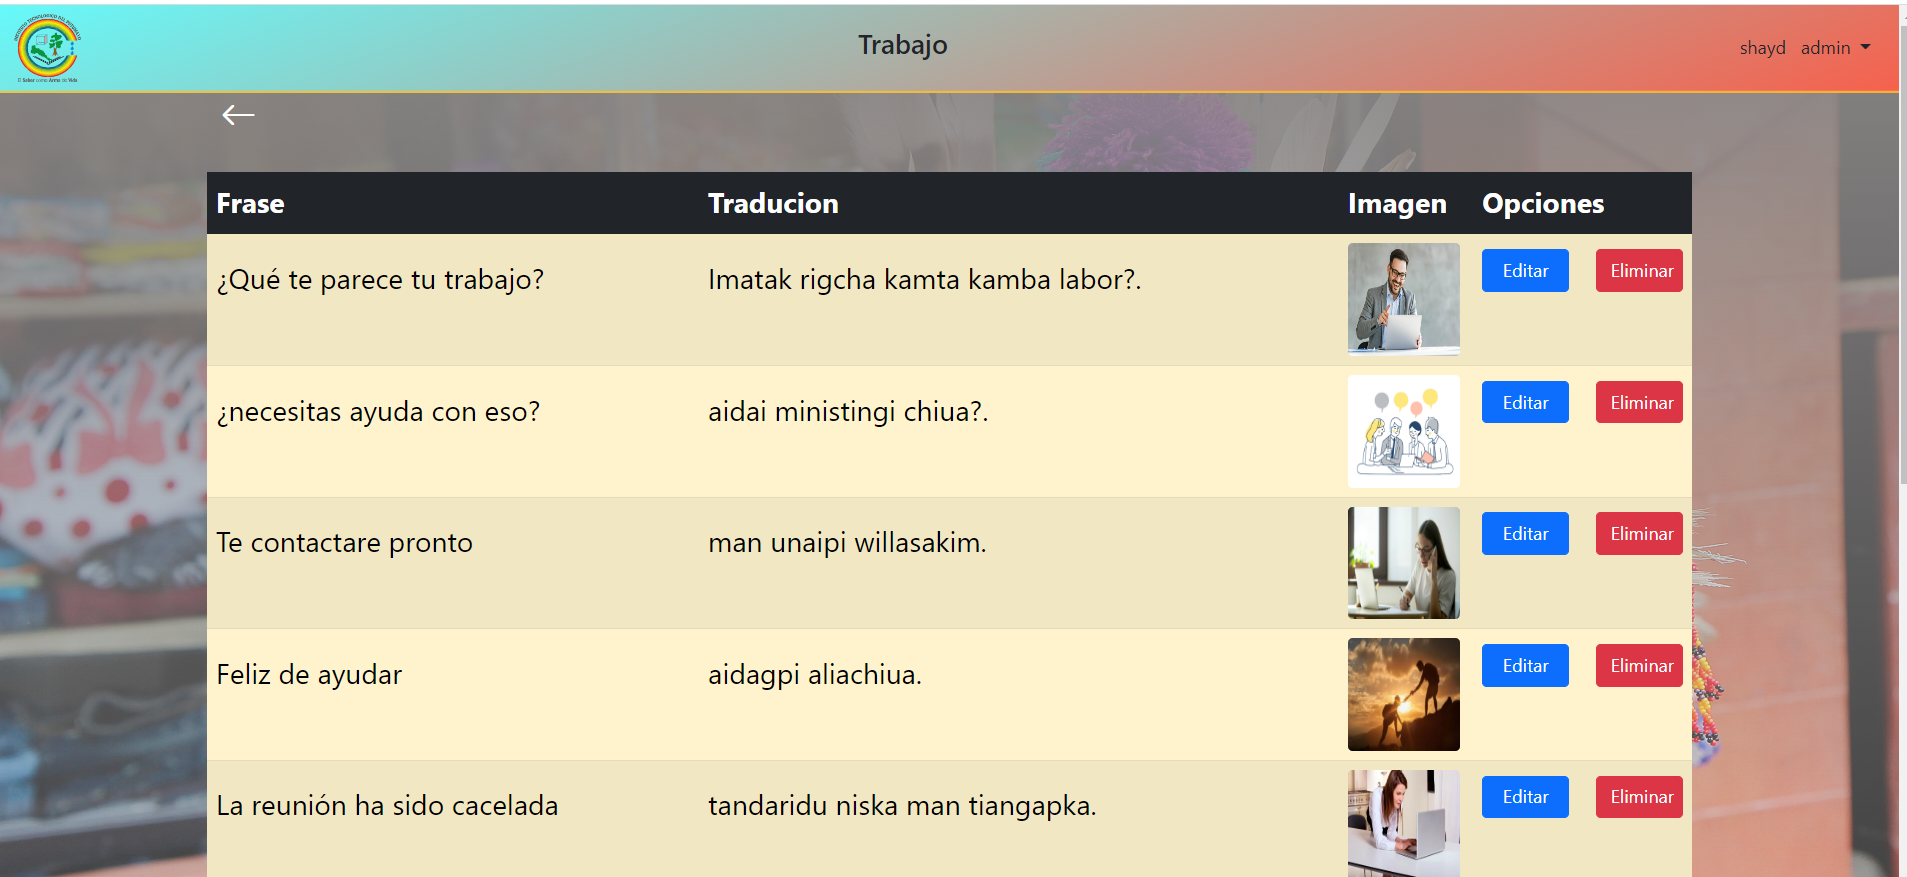 Trabajo
shayd admin
Frase Traducion Imagen Opciones
¿Qué te parece tu trabajo? Imatak rigcha kamta kamba labor?. Editar Eliminar
¿necesitas ayuda con eso? aidai ministingi chiua?. Editar Eliminar
Te contactare pronto man unaipi willasakim. Editar Eliminar
Feliz de ayudar aidagpi aliachiua. Editar Eliminar
La reunión ha sido cacelada tandaridu niska man tiangapka. Editar Eliminar